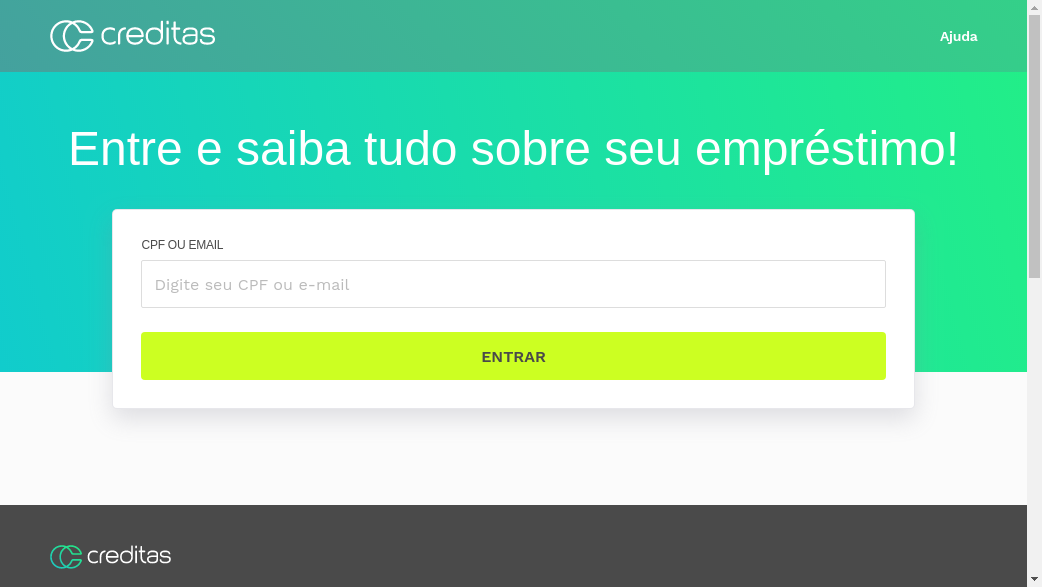 creditas
Ajuda
Entre e saiba tudo sobre seu empréstimo!
CPF OU EMAIL
Digite seu CPF ou e-mail
ENTRAR
creditas